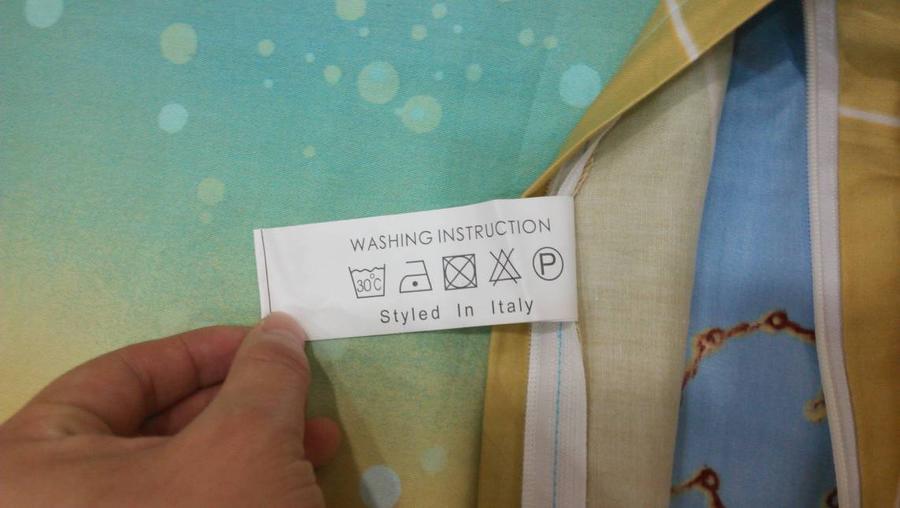 WASHING INSTRUCTION
30°C P
Styled In Italy